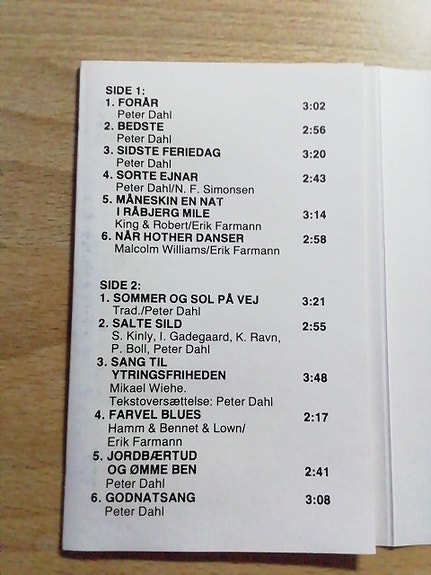 SIDE 1:
1. FORÅR 3:02
Peter Dahl
2. BEDSTE 2:56
Peter Dahl
3. SIDSTE FERIEDAG 3:20
Peter Dahl
4. SORTE EJNAR 2:43
Peter Dahl/N. F. Simonsen
5. MÅNESKIN EN NAT
I RÅBJERG MILE 3:14
King & Robert/Erik Farmann
6. NÅR HOTHER DANSER 2:58
Malcolm Williams/Erik Farmann
SIDE 2:
1. SOMMER OG SOL PÅ VEJ 3:21
Trad./Peter Dahl
2. SALTE SILD 2:55
S. Kinly, I. Gadegaard, K. Ravn,
P. Boll, Peter Dahl
3. SANG TIL
YTRINGSFRIHEDEN 3:48
Mikael Wiehe.
Tekstoversættelse: Peter Dahl
4. FARVEL BLUES 2:17
Hamm & Bennet & Lown/
Erik Farmann
5. JORDBÆRTUD
OG ØMME BEN 2:41
Peter Dahl
6. GODNATSANG 3:08
Peter Dahl